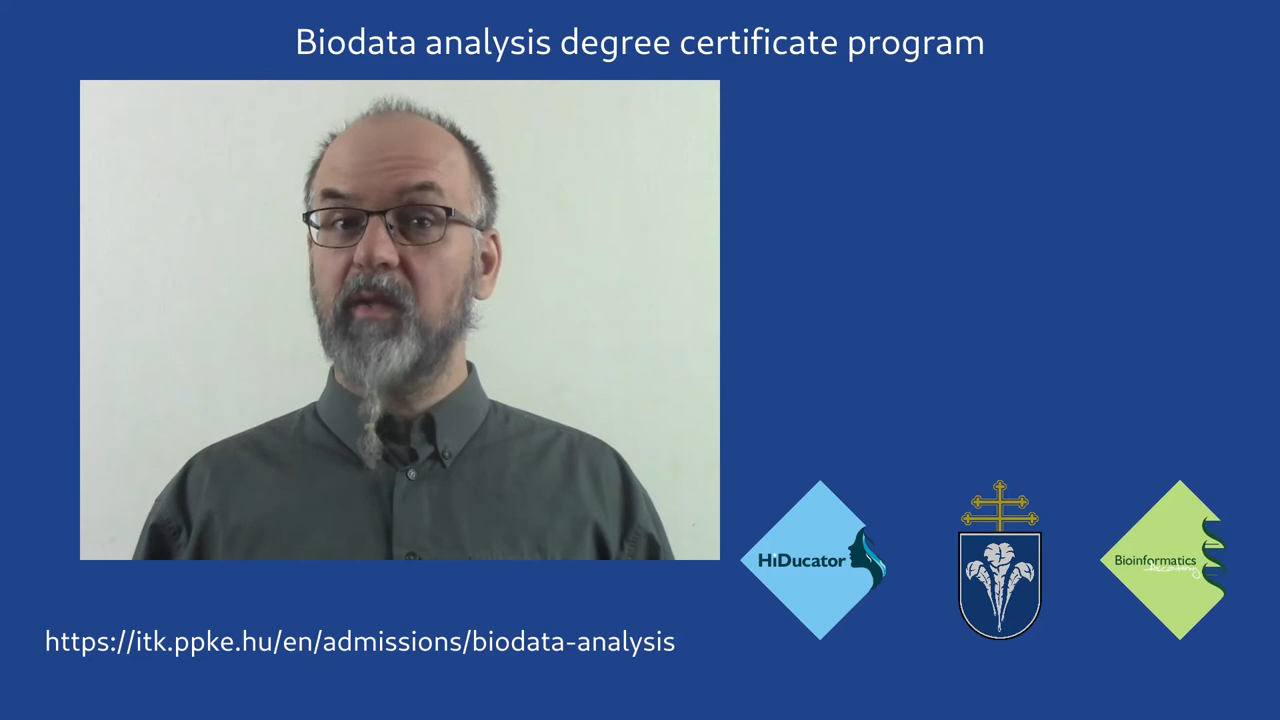 Biodata analysis degree certificate program
HiDucator
Bioinformatics
https://itk.ppke.hu/en/admissions/biodata-analysis